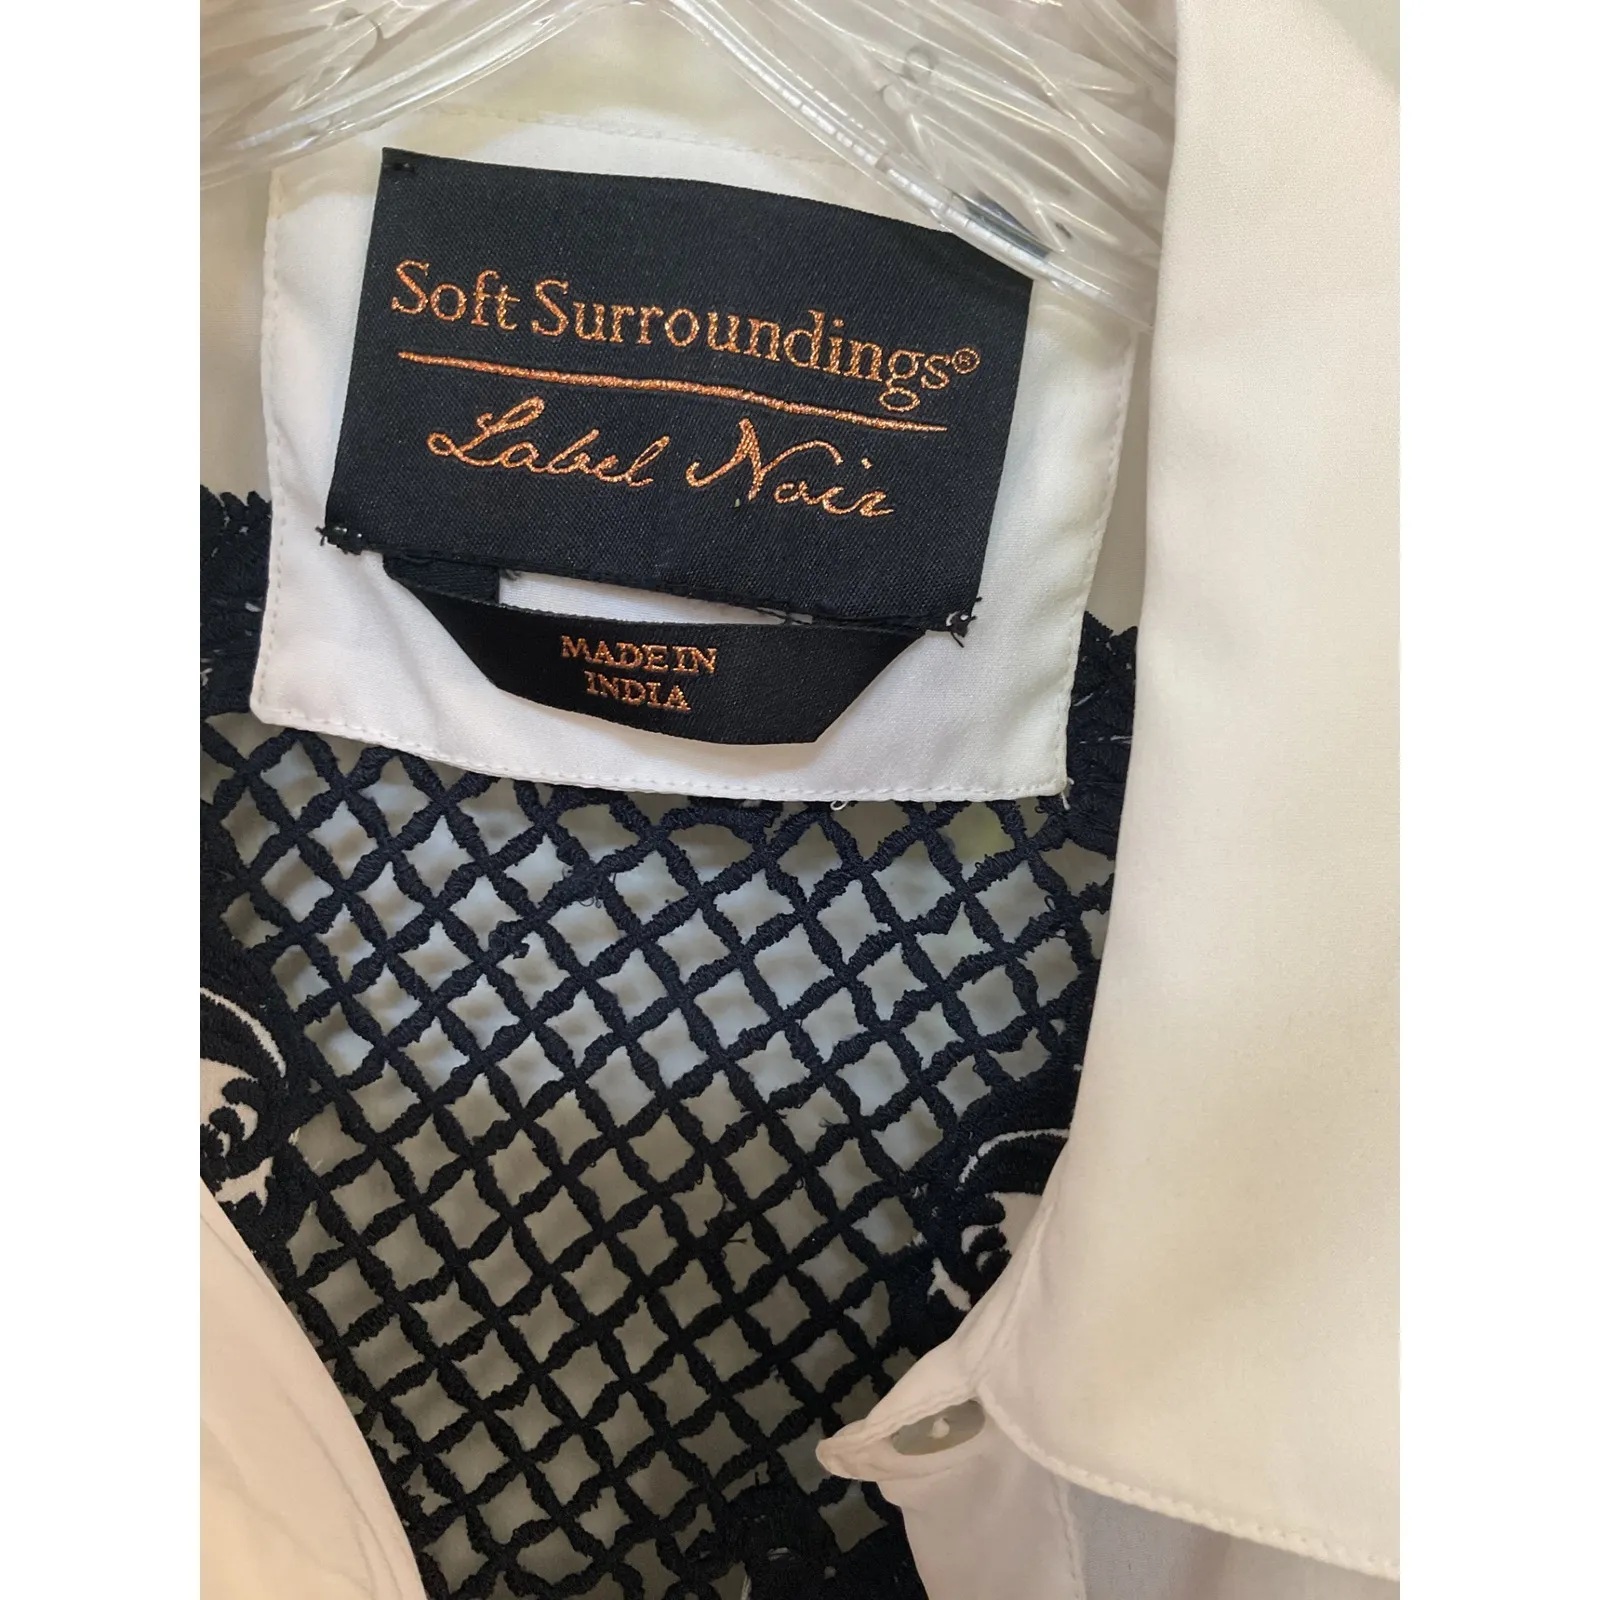 Soft Surroundings®
Label Noir
MADE IN
INDIA